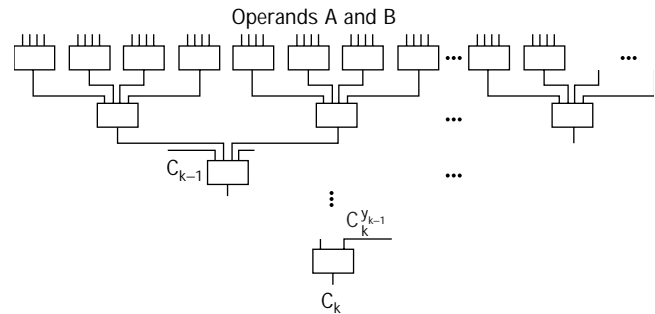 Operands A and B
...
...
...
C_{k−1}
...
⋮
C_k^{y_{k−1}}
C_k